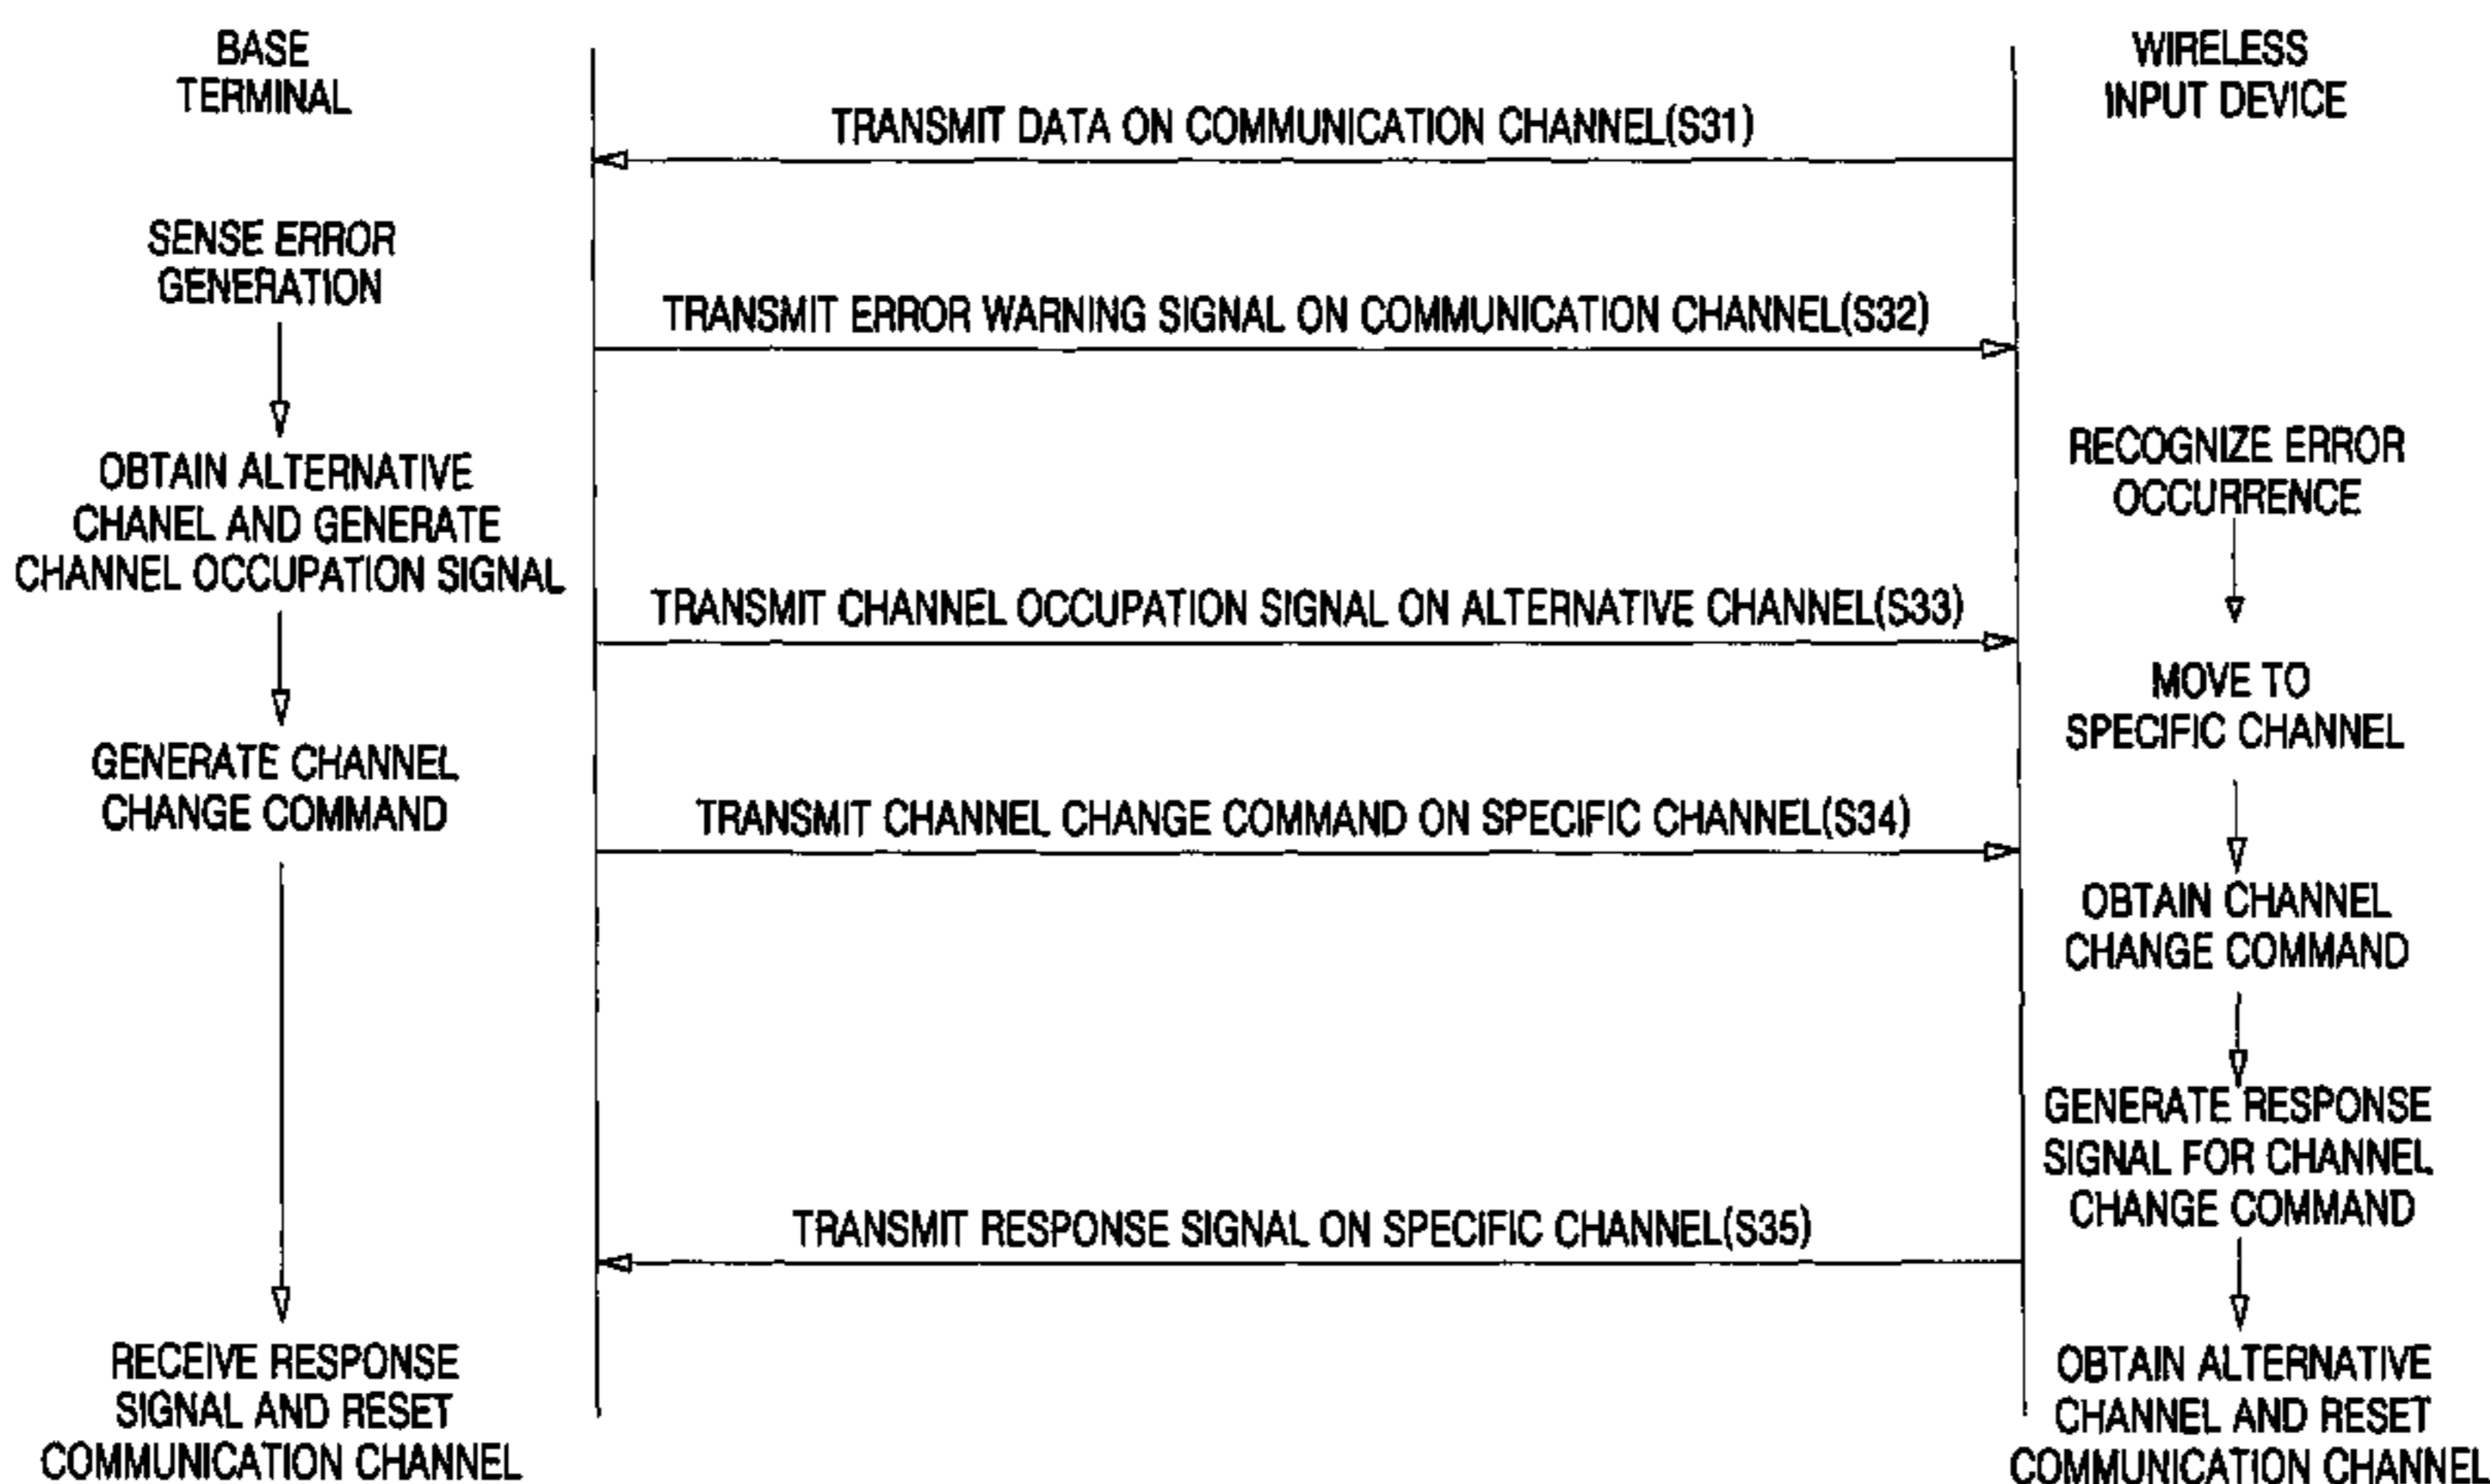 BASE
TERMINAL
WIRELESS
INPUT DEVICE
TRANSMIT DATA ON COMMUNICATION CHANNEL(S31)
SENSE ERROR
GENERATION
TRANSMIT ERROR WARNING SIGNAL ON COMMUNICATION CHANNEL(S32)
OBTAIN ALTERNATIVE
CHANEL AND GENERATE
CHANNEL OCCUPATION SIGNAL
RECOGNIZE ERROR
OCCURRENCE
TRANSMIT CHANNEL OCCUPATION SIGNAL ON ALTERNATIVE CHANNEL(S33)
MOVE TO
SPECIFIC CHANNEL
GENERATE CHANNEL
CHANGE COMMAND
TRANSMIT CHANNEL CHANGE COMMAND ON SPECIFIC CHANNEL(S34)
OBTAIN CHANNEL
CHANGE COMMAND
GENERATE RESPONSE
SIGNAL FOR CHANNEL
CHANGE COMMAND
TRANSMIT RESPONSE SIGNAL ON SPECIFIC CHANNEL(S35)
RECEIVE RESPONSE
SIGNAL AND RESET
COMMUNICATION CHANNEL
OBTAIN ALTERNATIVE
CHANNEL AND RESET
COMMUNICATION CHANNEL